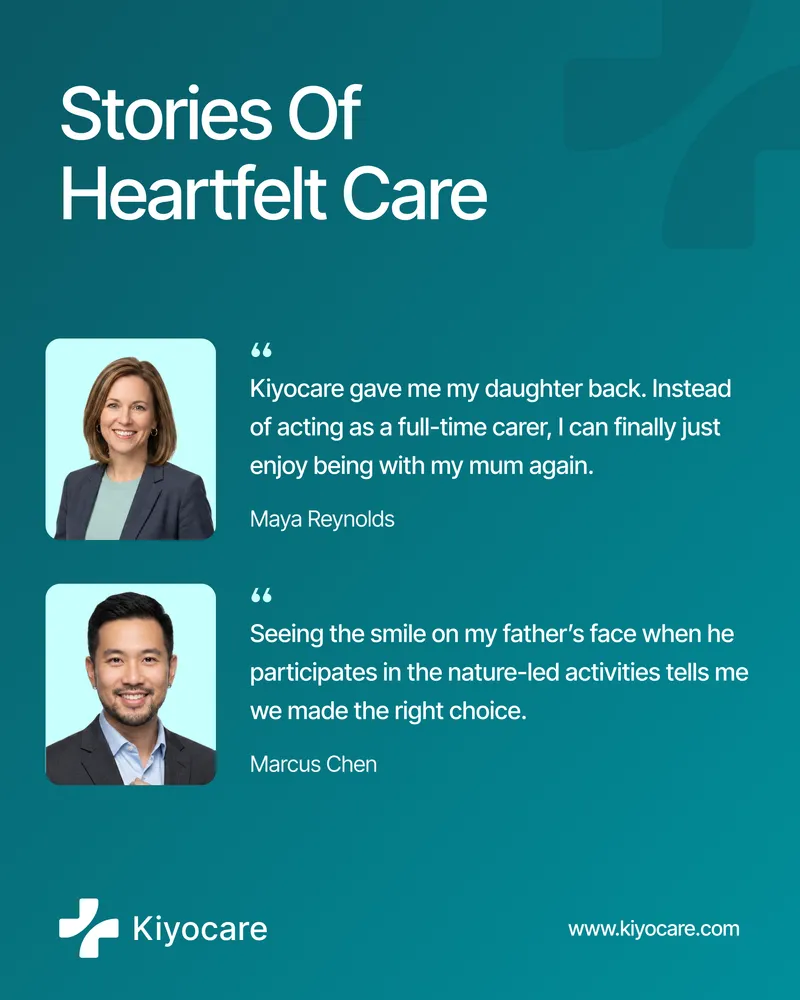 Stories Of
Heartfelt Care
“
Kiyocare gave me my daughter back. Instead
of acting as a full-time carer, I can finally just
enjoy being with my mum again.
Maya Reynolds
“
Seeing the smile on my father’s face when he
participates in the nature-led activities tells me
we made the right choice.
Marcus Chen
Kiyocare
www.kiyocare.com